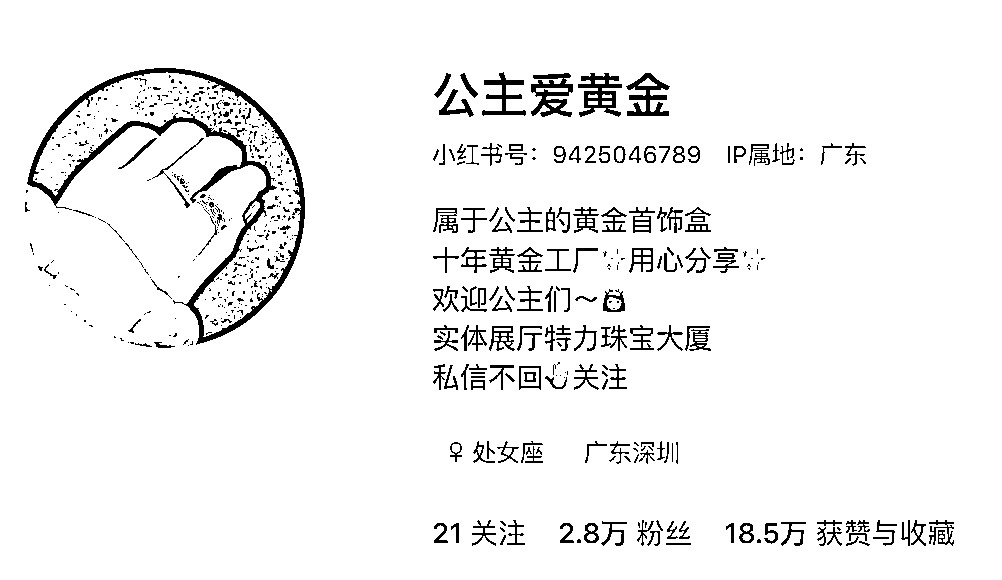 公主爱黄金
小红书号：9425046789 IP属地：广东
属于公主的黄金首饰盒
十年黄金工厂✨用心分享✨
欢迎公主们～
实体展厅特力珠宝大厦
私信不回👆关注
♀ 处女座 广东深圳
21 关注 2.8万 粉丝 18.5万 获赞与收藏